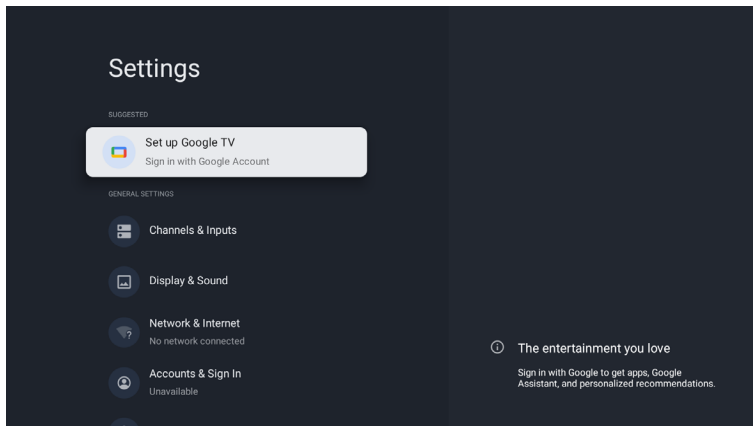 Settings
SUGGESTED
Set up Google TV
Sign in with Google Account
GENERAL SETTINGS
Channels & Inputs
Display & Sound
Network & Internet
No network connected
Accounts & Sign In
Unavailable
The entertainment you love
Sign in with Google to get apps, Google
Assistant, and personalized recommendations.